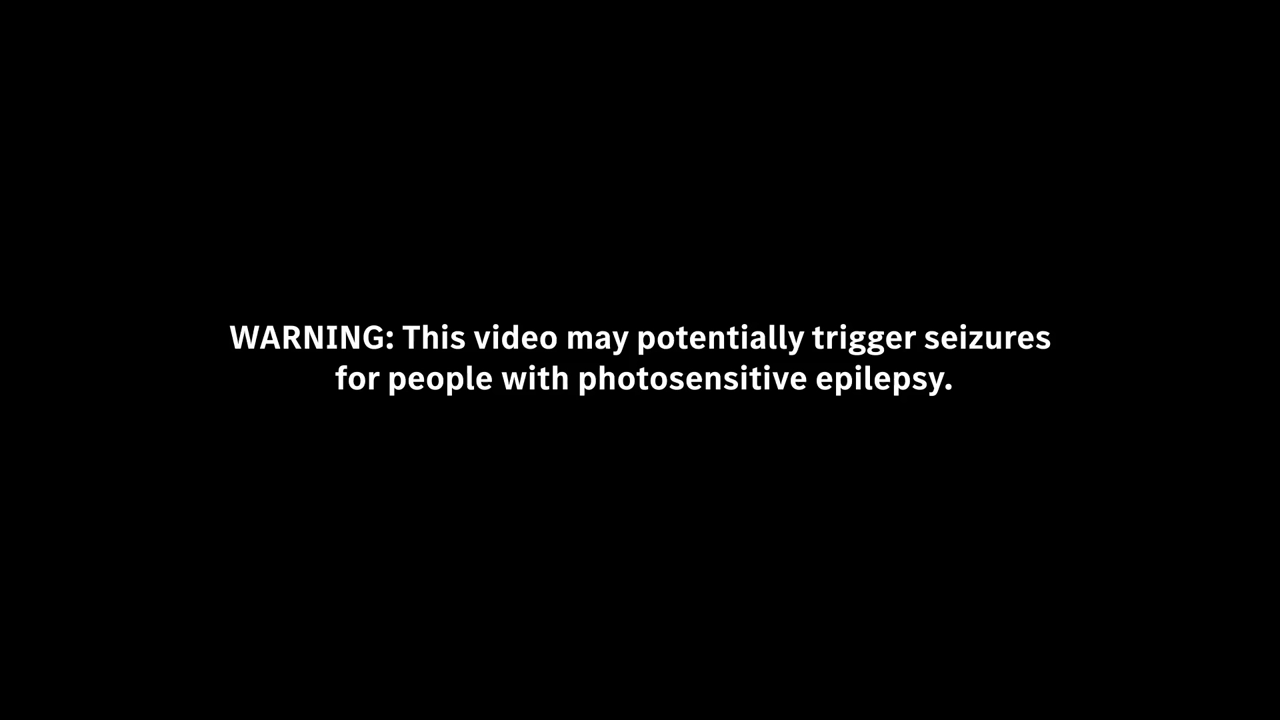 WARNING: This video may potentially trigger seizures
for people with photosensitive epilepsy.